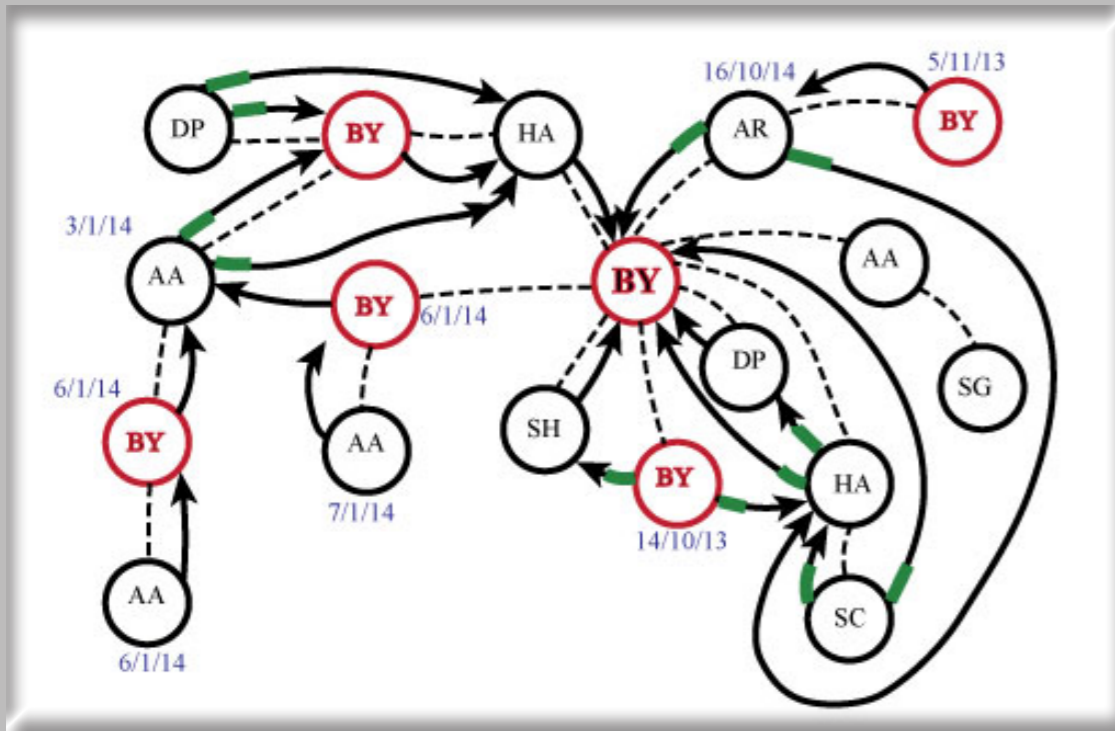 16/10/14
5/11/13
DP
BY
HA
AR
BY
3/1/14
AA
BY
6/1/14
BY
AA
DP
SG
6/1/14
BY
AA
7/1/14
SH
BY
14/10/13
HA
AA
6/1/14
SC